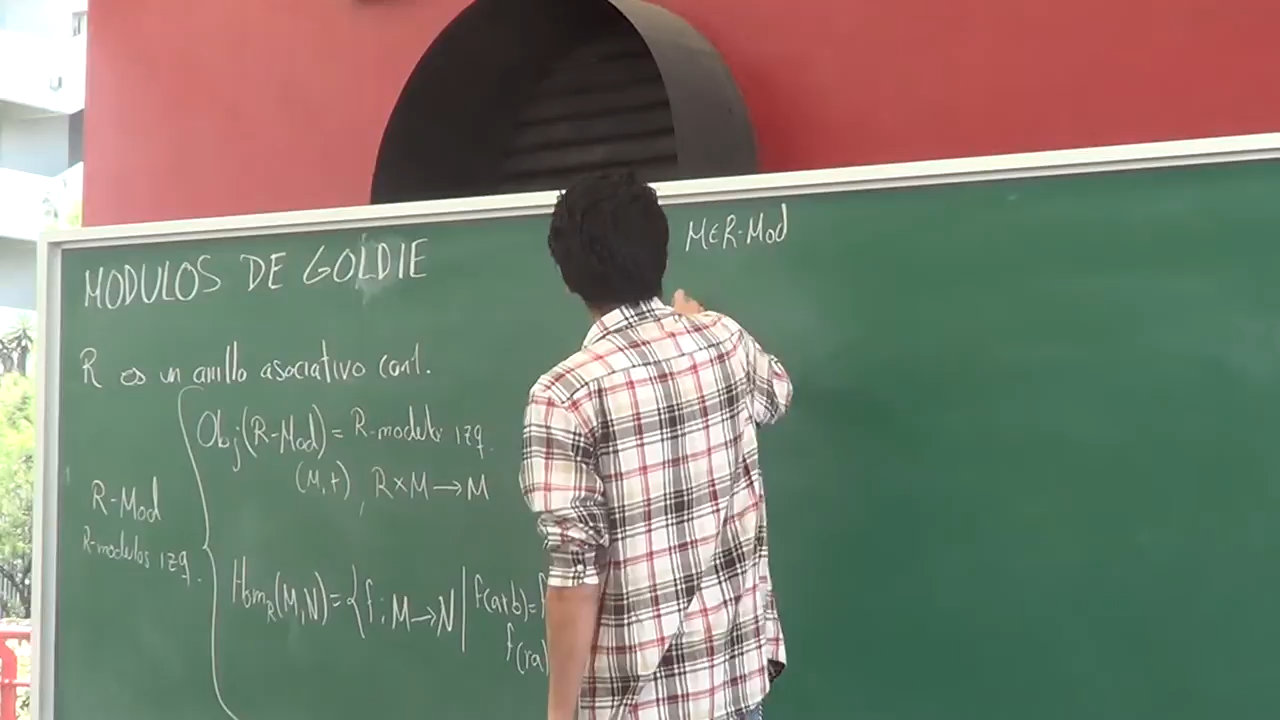 MODULOS DE GOLDIE
R es un anillo asociativo con 1.
Obj(R-Mod) = R-modulos izq.
(M,+), R×M→M
R-Mod
R-modulos izq.
Hom_R(M,N) = {f: M→N | f(a+b)=f
f(ra)
M∈R-Mod